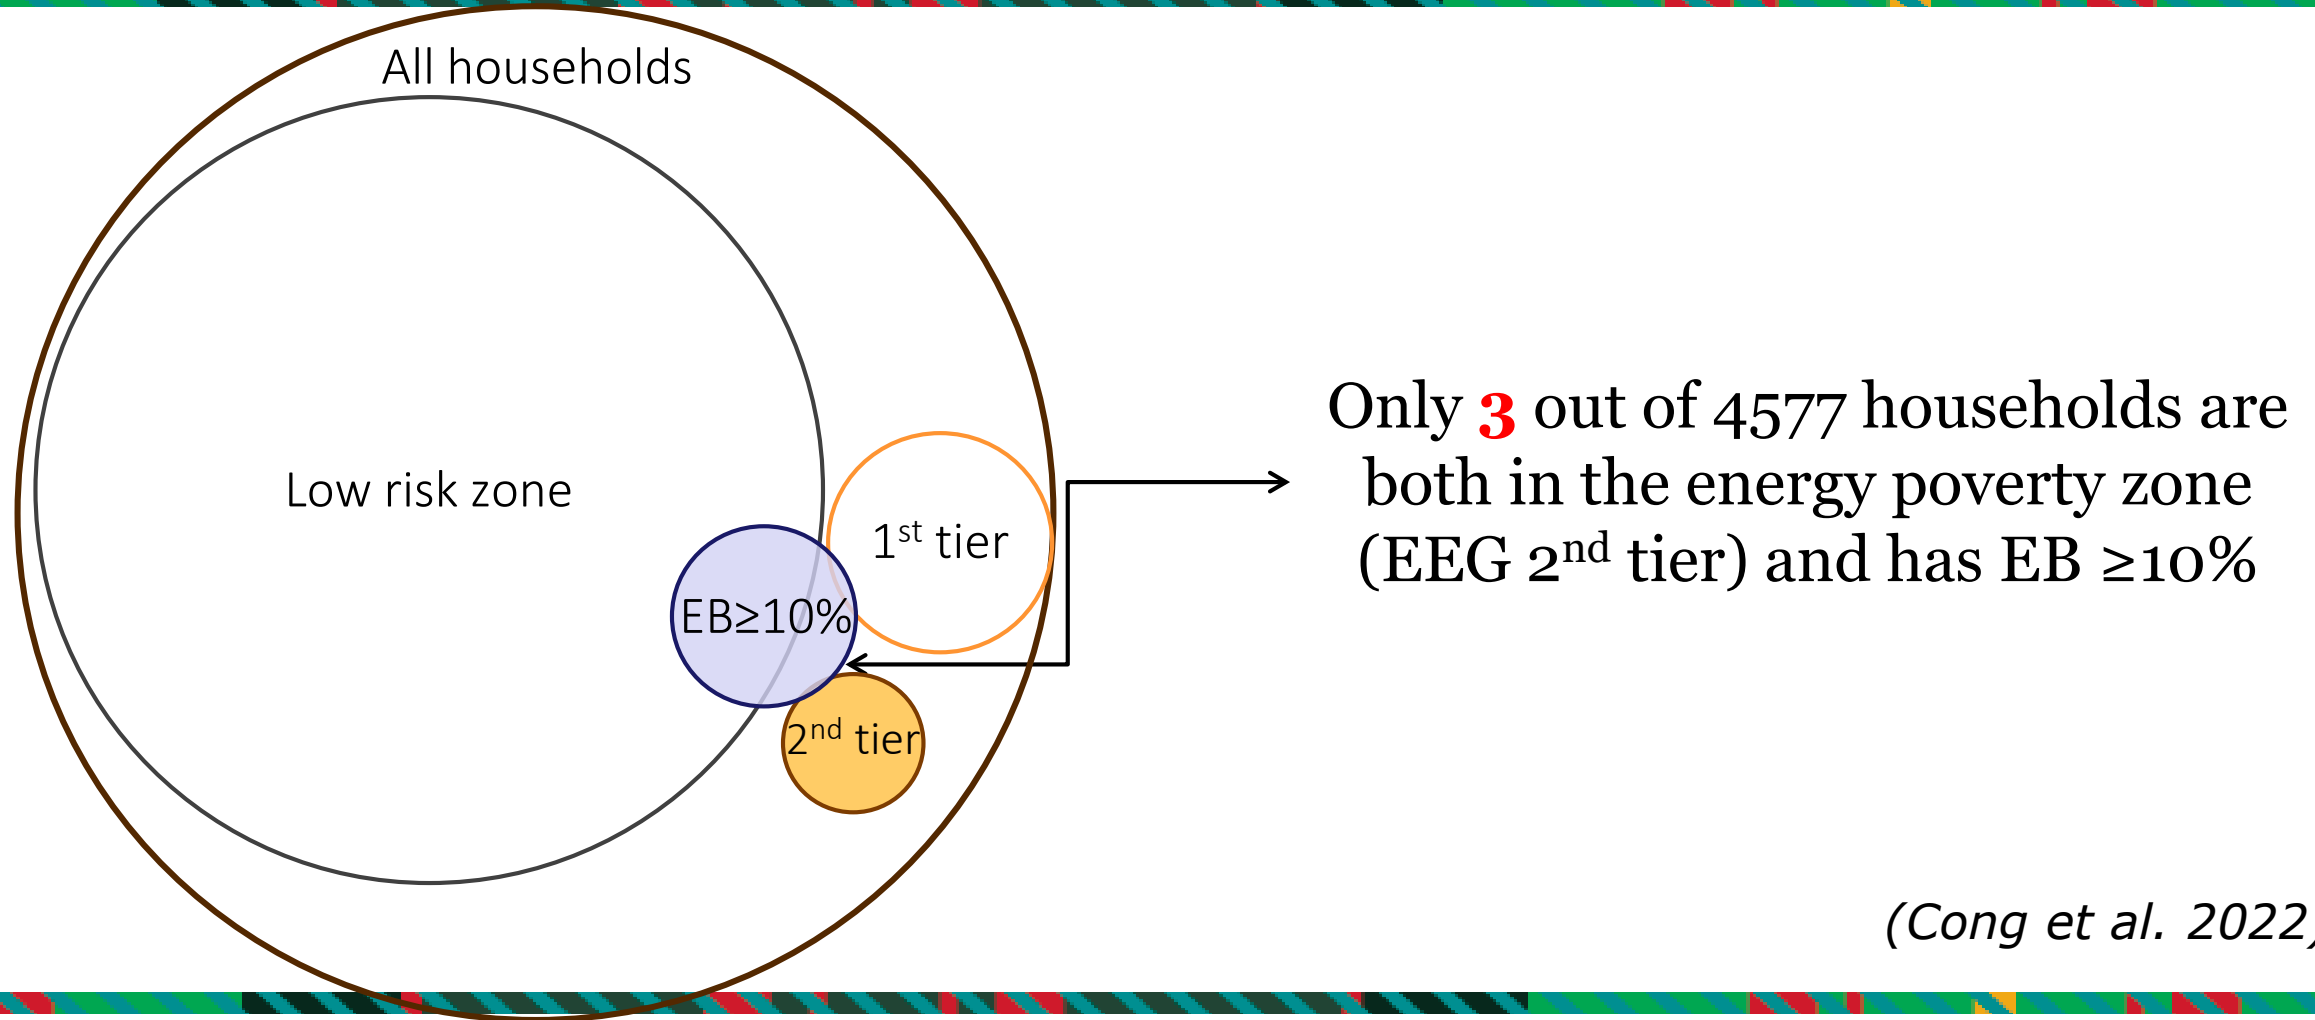 All households
Low risk zone
1st tier
EB≥10%
2nd tier
Only 3 out of 4577 households are
both in the energy poverty zone
(EEG 2nd tier) and has EB ≥10%
(Cong et al. 2022)